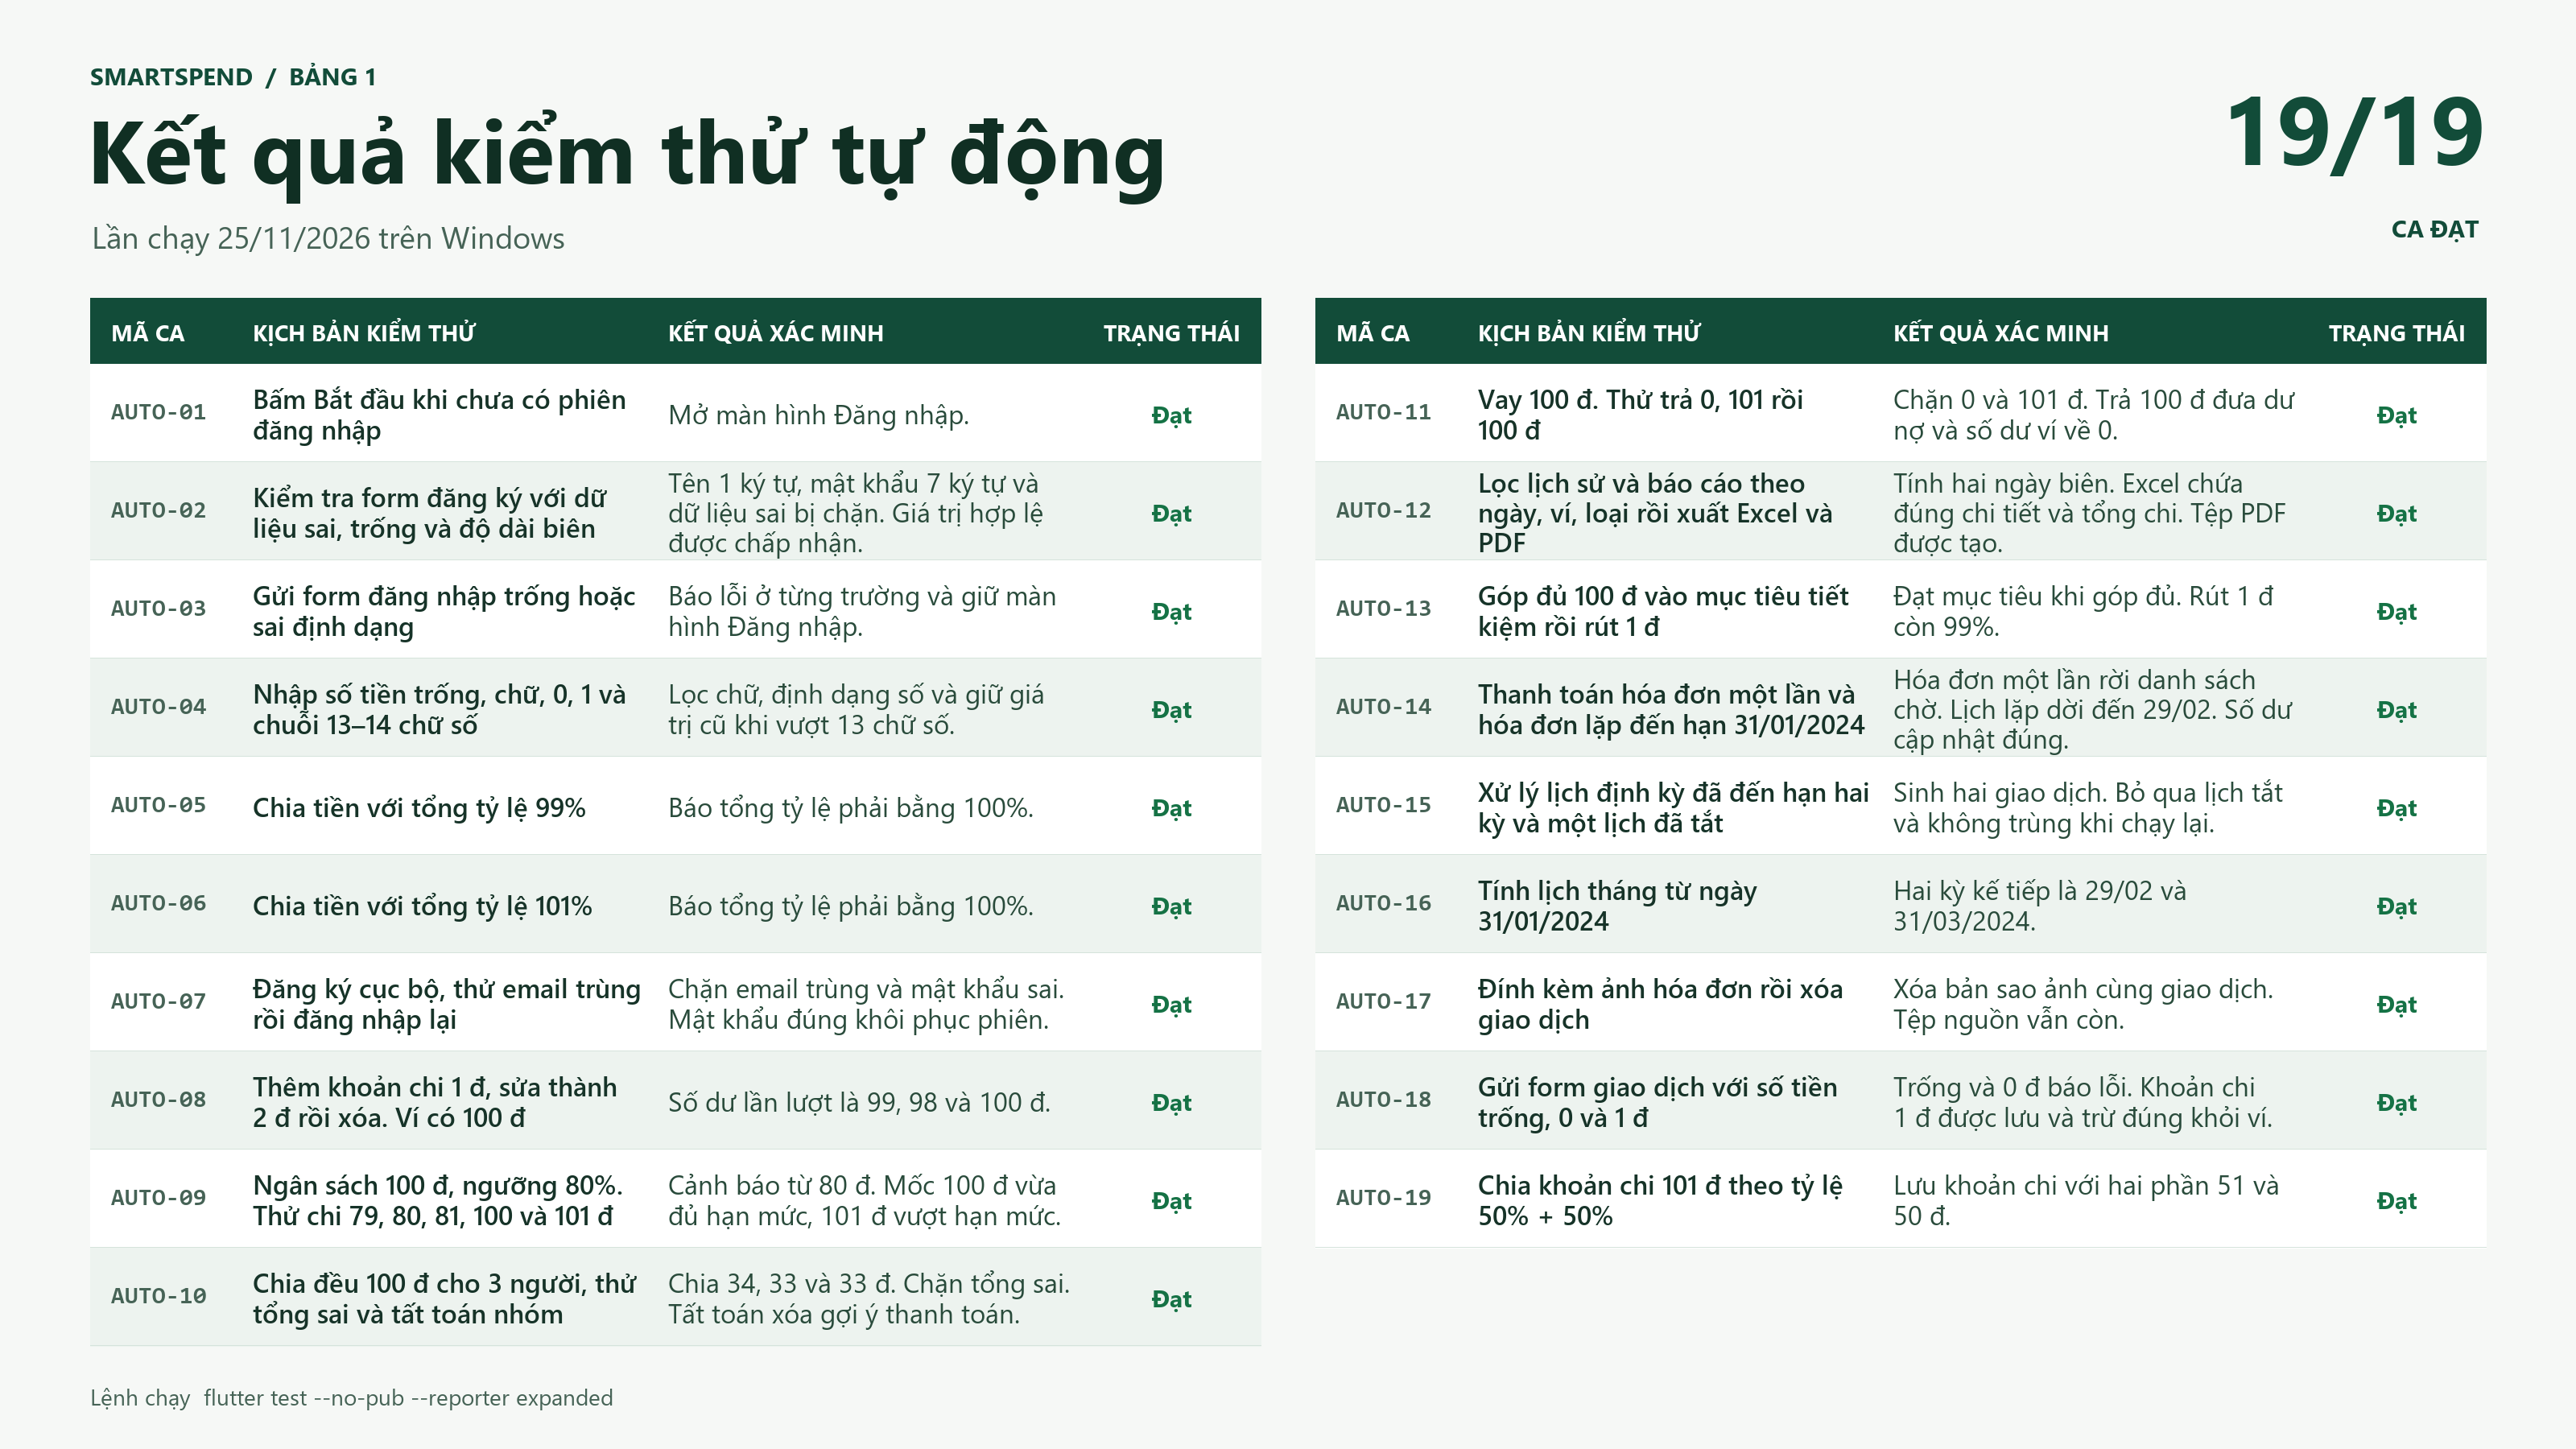 SMARTSPEND / BẢNG 1
Kết quả kiểm thử tự động
Lần chạy 25/11/2026 trên Windows
19/19
CA ĐẠT
MÃ CA KỊCH BẢN KIỂM THỬ KẾT QUẢ XÁC MINH TRẠNG THÁI
AUTO-01 Bấm Bắt đầu khi chưa có phiên
đăng nhập
Mở màn hình Đăng nhập.
Đạt
AUTO-02 Kiểm tra form đăng ký với dữ
liệu sai, trống và độ dài biên
Tên 1 ký tự, mật khẩu 7 ký tự và
dữ liệu sai bị chặn. Giá trị hợp lệ
được chấp nhận.
Đạt
AUTO-03 Gửi form đăng nhập trống hoặc
sai định dạng
Báo lỗi ở từng trường và giữ màn
hình Đăng nhập.
Đạt
AUTO-04 Nhập số tiền trống, chữ, 0, 1 và
chuỗi 13–14 chữ số
Lọc chữ, định dạng số và giữ giá
trị cũ khi vượt 13 chữ số.
Đạt
AUTO-05 Chia tiền với tổng tỷ lệ 99%
Báo tổng tỷ lệ phải bằng 100%.
Đạt
AUTO-06 Chia tiền với tổng tỷ lệ 101%
Báo tổng tỷ lệ phải bằng 100%.
Đạt
AUTO-07 Đăng ký cục bộ, thử email trùng
rồi đăng nhập lại
Chặn email trùng và mật khẩu sai.
Mật khẩu đúng khôi phục phiên.
Đạt
AUTO-08 Thêm khoản chi 1 đ, sửa thành
2 đ rồi xóa. Ví có 100 đ
Số dư lần lượt là 99, 98 và 100 đ.
Đạt
AUTO-09 Ngân sách 100 đ, ngưỡng 80%.
Thử chi 79, 80, 81, 100 và 101 đ
Cảnh báo từ 80 đ. Mốc 100 đ vừa
đủ hạn mức, 101 đ vượt hạn mức.
Đạt
AUTO-10 Chia đều 100 đ cho 3 người, thử
tổng sai và tất toán nhóm
Chia 34, 33 và 33 đ. Chặn tổng sai.
Tất toán xóa gợi ý thanh toán.
Đạt
MÃ CA KỊCH BẢN KIỂM THỬ KẾT QUẢ XÁC MINH TRẠNG THÁI
AUTO-11 Vay 100 đ. Thử trả 0, 101 rồi
100 đ
Chặn 0 và 101 đ. Trả 100 đ đưa dư
nợ và số dư ví về 0.
Đạt
AUTO-12 Lọc lịch sử và báo cáo theo
ngày, ví, loại rồi xuất Excel và
PDF
Tính hai ngày biên. Excel chứa
đúng chi tiết và tổng chi. Tệp PDF
được tạo.
Đạt
AUTO-13 Góp đủ 100 đ vào mục tiêu tiết
kiệm rồi rút 1 đ
Đạt mục tiêu khi góp đủ. Rút 1 đ
còn 99%.
Đạt
AUTO-14 Thanh toán hóa đơn một lần và
hóa đơn lặp đến hạn 31/01/2024
Hóa đơn một lần rời danh sách
chờ. Lịch lặp dời đến 29/02. Số dư
cập nhật đúng.
Đạt
AUTO-15 Xử lý lịch định kỳ đã đến hạn hai
kỳ và một lịch đã tắt
Sinh hai giao dịch. Bỏ qua lịch tắt
và không trùng khi chạy lại.
Đạt
AUTO-16 Tính lịch tháng từ ngày
31/01/2024
Hai kỳ kế tiếp là 29/02 và
31/03/2024.
Đạt
AUTO-17 Đính kèm ảnh hóa đơn rồi xóa
giao dịch
Xóa bản sao ảnh cùng giao dịch.
Tệp nguồn vẫn còn.
Đạt
AUTO-18 Gửi form giao dịch với số tiền
trống, 0 và 1 đ
Trống và 0 đ báo lỗi. Khoản chi
1 đ được lưu và trừ đúng khỏi ví.
Đạt
AUTO-19 Chia khoản chi 101 đ theo tỷ lệ
50% + 50%
Lưu khoản chi với hai phần 51 và
50 đ.
Đạt
Lệnh chạy flutter test --no-pub --reporter expanded